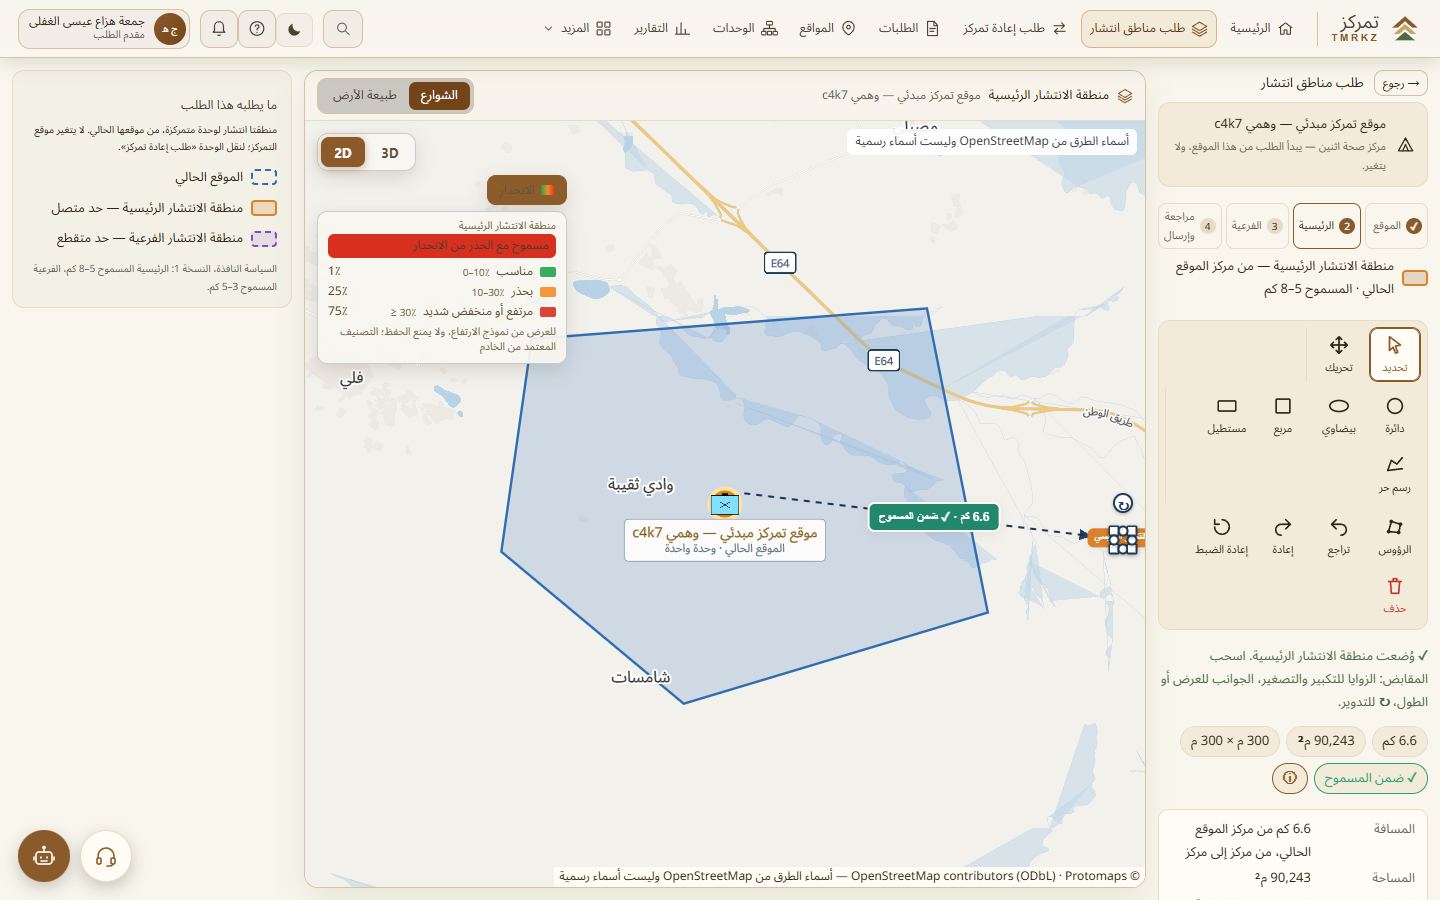 تمركز
TMRKZ
الرئيسية
طلب مناطق انتشار
طلب إعادة تمركز
الطلبات
المواقع
الوحدات
التقارير
المزيد
جمعة هزاع عيسى الغفلي
مقدم الطلب
ج ه
رجوع →
طلب مناطق انتشار
موقع تمركز مبدئي — وهمي c4k7
مركز صحة اثنين — يبدأ الطلب من هذا الموقع، ولا
يتغير.
الموقع
2 الرئيسية
3 الفرعية
4 مراجعة
وإرسال
منطقة الانتشار الرئيسية — من مركز الموقع
الحالي · المسموح 5–8 كم
تحديد
تحريك
دائرة
بيضاوي
مربع
مستطيل
رسم حر
الرؤوس
تراجع
إعادة
إعادة الضبط
حذف
✓ وُضعت منطقة الانتشار الرئيسية. اسحب
المقابض: الزوايا للتكبير والتصغير، الجوانب للعرض أو
الطول، ↻ للتدوير.
6.6 كم
90,243 م²
300 م × 300 م
✓ ضمن المسموح
المسافة
6.6 كم من مركز الموقع
الحالي، من مركز إلى مركز
المساحة
90,243 م²
منطقة الانتشار الرئيسية
موقع تمركز مبدئي — وهمي c4k7
الشوارع
طبيعة الأرض
أسماء الطرق من OpenStreetMap وليست أسماء رسمية
2D
3D
الانحدار
منطقة الانتشار الرئيسية
مسموح مع الحذر من الانحدار
مناسب 0–10٪ 1٪
بحذر 10–30٪ 25٪
مرتفع أو منخفض شديد ≥ 30٪ 75٪
للعرض من نموذج الارتفاع، ولا يمنع الحفظ؛ التصنيف
المعتمد من الخادم
E64
E64
فلي
طريق الوطن
وادي ثقيبة
6.6 كم · ✓ ضمن المسموح
موقع تمركز مبدئي — وهمي c4k7
الموقع الحالي · وحدة واحدة
شامسات
© OpenStreetMap contributors (ODbL) · Protomaps — أسماء الطرق من OpenStreetMap وليست أسماء رسمية
ما يطلبه هذا الطلب
منطقتا انتشار لوحدة متمركزة، من موقعها الحالي. لا يتغير موقع
التمركز؛ لنقل الوحدة «طلب إعادة تمركز».
الموقع الحالي
منطقة الانتشار الرئيسية — حد متصل
منطقة الانتشار الفرعية — حد متقطع
السياسة النافذة، النسخة 1: الرئيسية المسموح 5–8 كم، الفرعية
المسموح 3–5 كم.